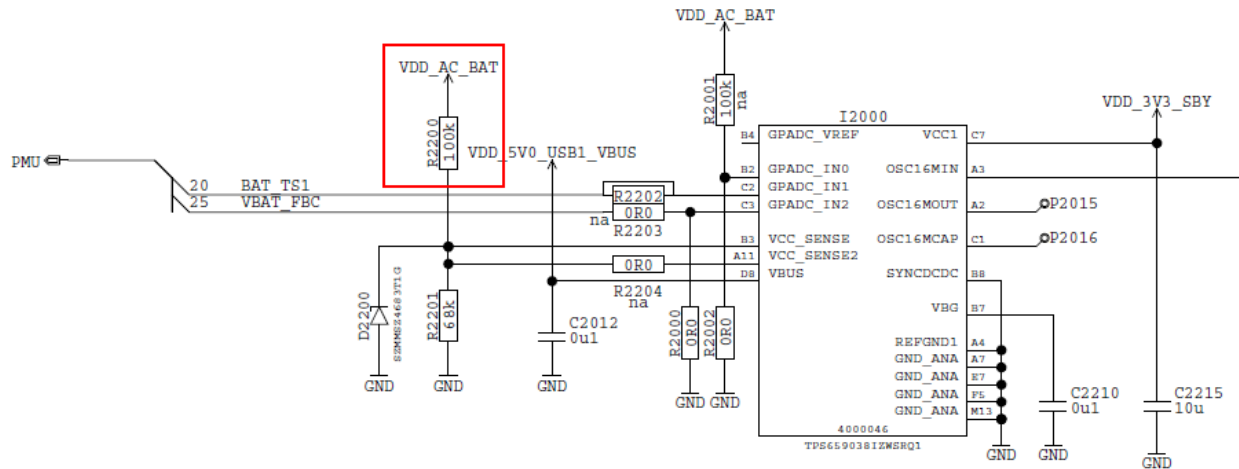 VDD_AC_BAT
VDD_AC_BAT
R2001
100k
na
VDD_3V3_SBY
I2000
R2200
100k
VDD_5V0_USB1_VBUS
B4 GPADC_VREF VCC1 C7
PMU
B2 GPADC_IN0 OSC16MIN A3
20 BAT_TS1 R2202 C2 GPADC_IN1
25 VBAT_FBC 0R0 C3 GPADC_IN2 OSC16MOUT A2 P2015
na
R2203
B3 VCC_SENSE OSC16MCAP C1 P2016
0R0 A11 VCC_SENSE2
D8 VBUS SYNCDCDC B8
R2204
na
D2200
SZMMSZ4683T1G
R2201
68k
C2012
0u1
R2000
0R0
R2002
0R0
VBG B7
REFGND1 A4
GND_ANA A7
GND_ANA E7
GND_ANA F5
GND_ANA M13
C2210
0u1
C2215
10u
GND GND GND GND GND GND GND GND
4000046
TPS659038IZWSRQ1